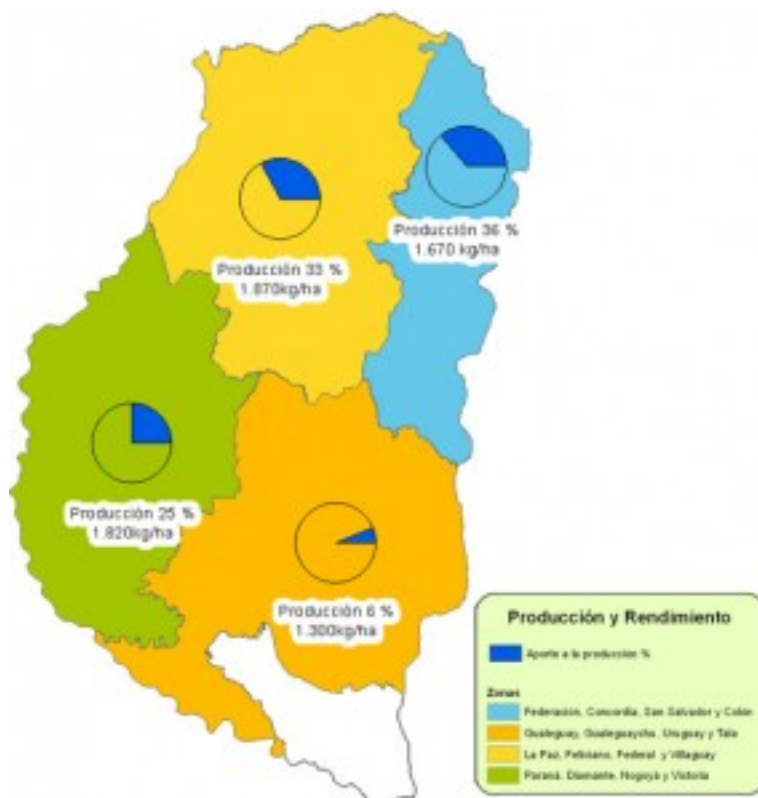 Producción 36 %
1.670 kg/ha
Producción 33 %
1.870kg/ha
Producción 25 %
1.820kg/ha
Producción 6 %
1.300kg/ha
Producción y Rendimiento
Aporte a la producción %
Zonas
Federación, Concordia, San Salvador y Colón
Gualeguay, Gualeguaychu, Uruguay y Tala
La Paz, Feliciano, Federal y Villaguay
Paraná, Diamante, Nogoyá y Victoria